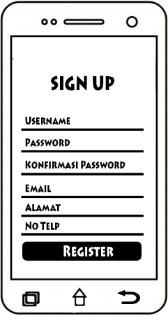 SIGN UP
USERNAME
PASSWORD
KONFIRMASI PASSWORD
EMAIL
ALAMAT
NO TELP
REGISTER